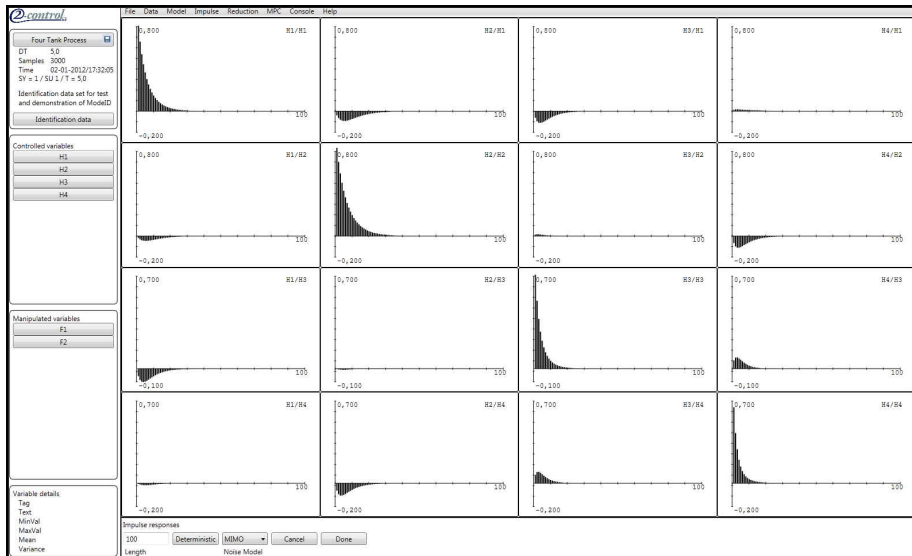 2-control
File Data Model Impulse Reduction MPC Console Help
Four Tank Process
DT 5,0
Samples 3000
Time 02-01-2012/17:32:05
SY = 1 / SU 1 / T = 5,0
Identification data set for test
and demonstration of ModelID
Identification data
Controlled variables
H1
H2
H3
H4
Manipulated variables
F1
F2
Variable details
Tag
Text
MinVal
MaxVal
Mean
Variance
0,800 H1/H1 100 -0,200
0,800 H2/H1 100 -0,200
0,800 H3/H1 100 -0,200
0,800 H4/H1 100 -0,200
0,800 H1/H2 100 -0,200
0,800 H2/H2 100 -0,200
0,800 H3/H2 100 -0,200
0,800 H4/H2 100 -0,200
0,700 H1/H3 100 -0,100
0,700 H2/H3 100 -0,100
0,700 H3/H3 100 -0,100
0,700 H4/H3 100 -0,100
0,700 H1/H4 100 -0,200
0,700 H2/H4 100 -0,200
0,700 H3/H4 100 -0,200
0,700 H4/H4 100 -0,200
Impulse responses
100 Deterministic MIMO Cancel Done
Length Noise Model